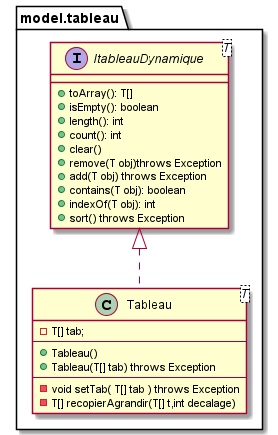 model.tableau
I
ItableauDynamique
T
toArray(): T[]
isEmpty(): boolean
length(): int
count(): int
clear()
remove(T obj)throws Exception
add(T obj) throws Exception
contains(T obj): boolean
indexOf(T obj): int
sort() throws Exception
C
Tableau
T
T[] tab;
Tableau()
Tableau(T[] tab) throws Exception
void setTab( T[] tab ) throws Exception
T[] recopierAgrandir(T[] t,int decalage)